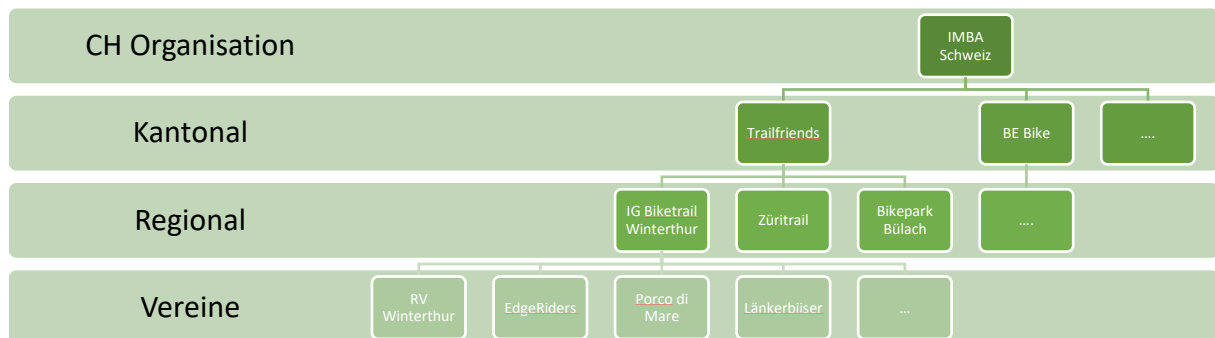 CH Organisation
IMBA
Schweiz
Kantonal
Trailfriends
BE Bike
....
Regional
IG Biketrail
Winterthur
Züritrail
Bikepark
Bülach
....
Vereine
RV
Winterthur
EdgeRiders
Porco di
Mare
Länkerbiiser
...